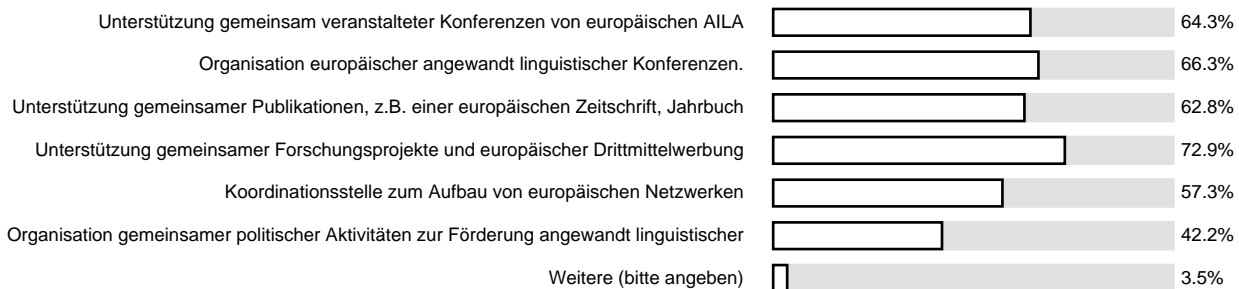 Unterstützung gemeinsam veranstalteter Konferenzen von europäischen AILA 64.3%
Organisation europäischer angewandt linguistischer Konferenzen. 66.3%
Unterstützung gemeinsamer Publikationen, z.B. einer europäischen Zeitschrift, Jahrbuch 62.8%
Unterstützung gemeinsamer Forschungsprojekte und europäischer Drittmittelwerbung 72.9%
Koordinationsstelle zum Aufbau von europäischen Netzwerken 57.3%
Organisation gemeinsamer politischer Aktivitäten zur Förderung angewandt linguistischer 42.2%
Weitere (bitte angeben) 3.5%